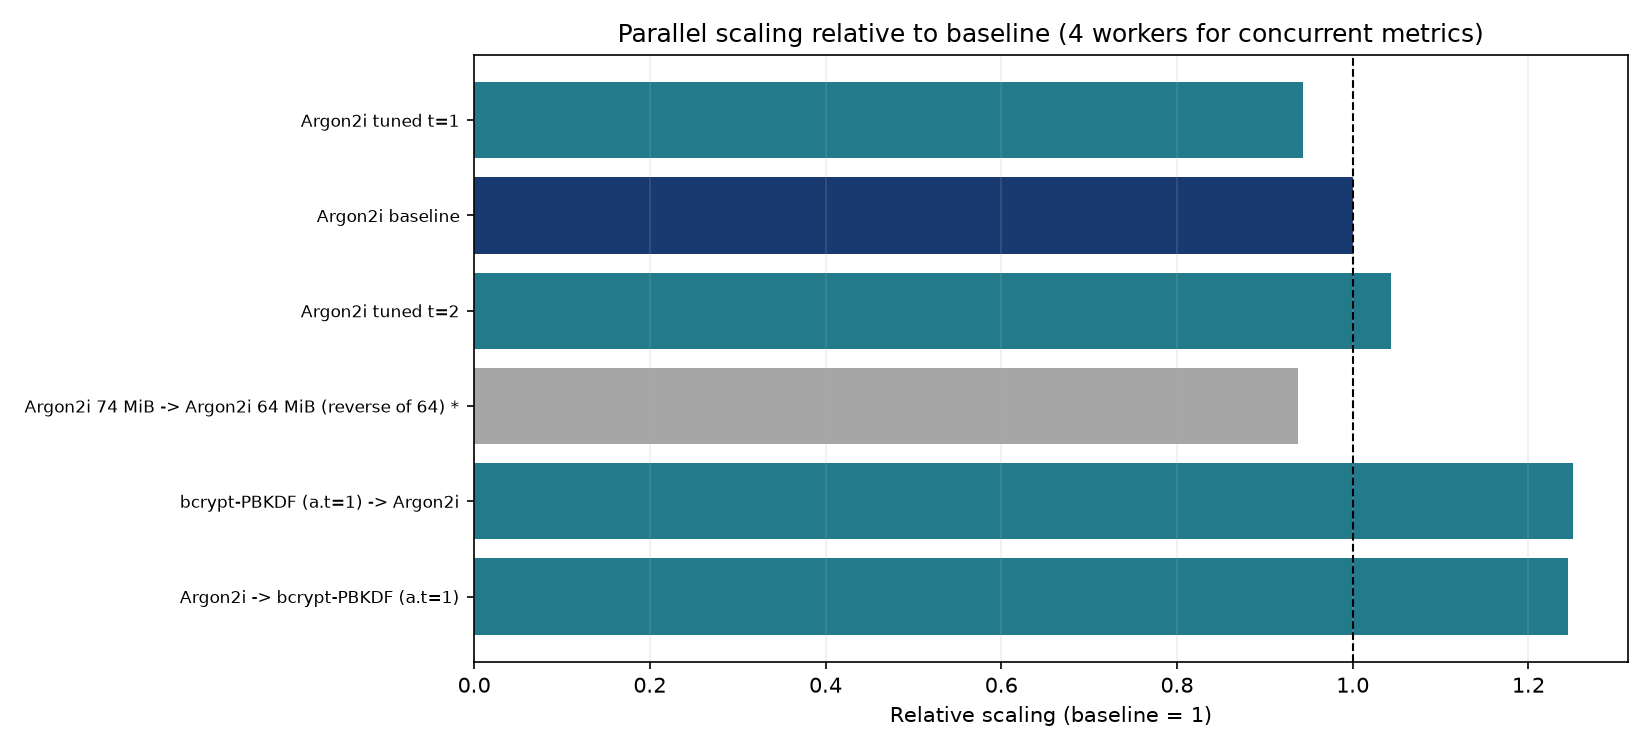 Parallel scaling relative to baseline (4 workers for concurrent metrics)
Argon2i tuned t=1
Argon2i baseline
Argon2i tuned t=2
Argon2i 74 MiB -> Argon2i 64 MiB (reverse of 64) *
bcrypt-PBKDF (a.t=1) -> Argon2i
Argon2i -> bcrypt-PBKDF (a.t=1)
0.0 0.2 0.4 0.6 0.8 1.0 1.2
Relative scaling (baseline = 1)